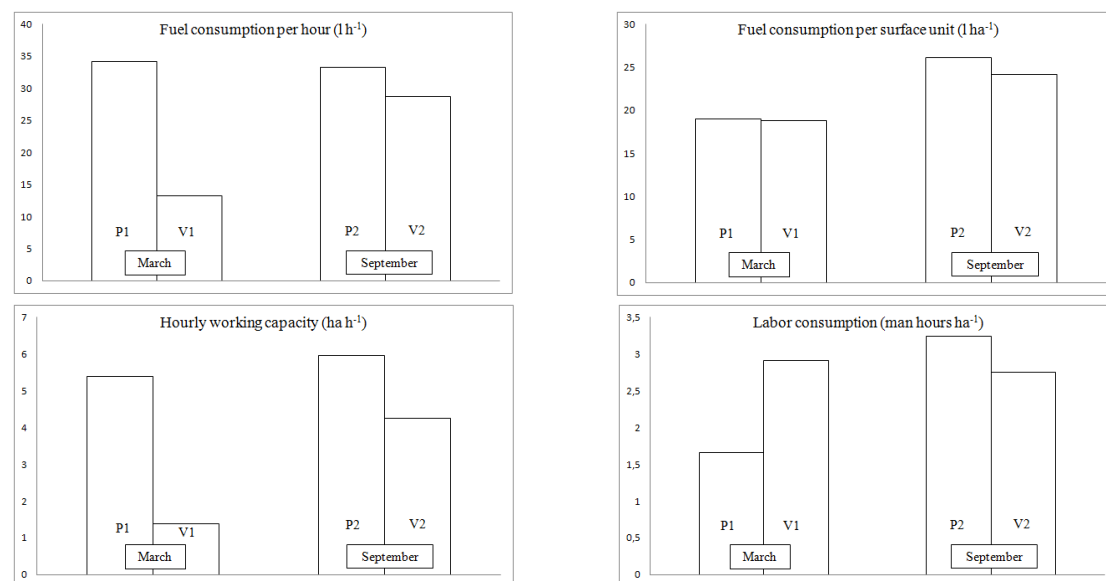 Fuel consumption per hour (l h⁻¹)
40
35
30
25
20
15
10
5
0
P1
V1
P2
V2
March
September
Fuel consumption per surface unit (l ha⁻¹)
30
25
20
15
10
5
0
P1
V1
P2
V2
March
September
Hourly working capacity (ha h⁻¹)
7
6
5
4
3
2
1
0
P1
V1
P2
V2
March
September
Labor consumption (man hours ha⁻¹)
3,5
3
2,5
2
1,5
1
0,5
0
P1
V1
P2
V2
March
September